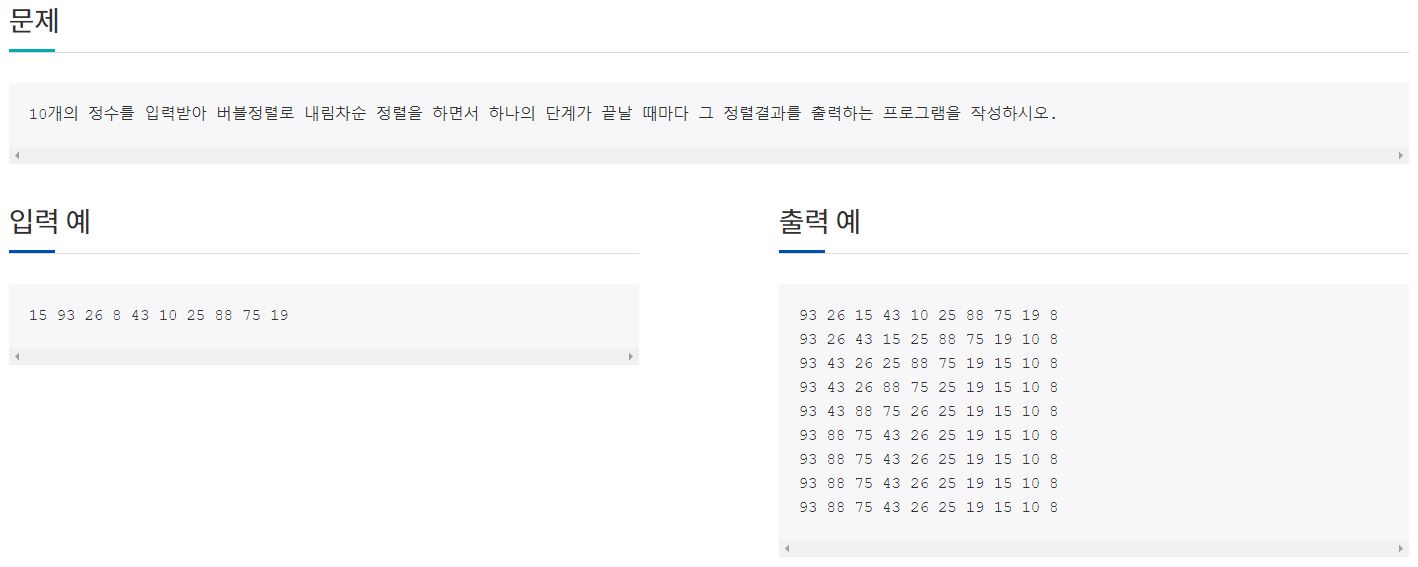 문제
10개의 정수를 입력받아 버블정렬로 내림차순 정렬을 하면서 하나의 단계가 끝날 때마다 그 정렬결과를 출력하는 프로그램을 작성하시오.
입력 예
15 93 26 8 43 10 25 88 75 19
출력 예
93 26 15 43 10 25 88 75 19 8
93 26 43 15 25 88 75 19 10 8
93 43 26 25 88 75 19 15 10 8
93 43 26 88 75 25 19 15 10 8
93 43 88 75 26 25 19 15 10 8
93 88 75 43 26 25 19 15 10 8
93 88 75 43 26 25 19 15 10 8
93 88 75 43 26 25 19 15 10 8
93 88 75 43 26 25 19 15 10 8